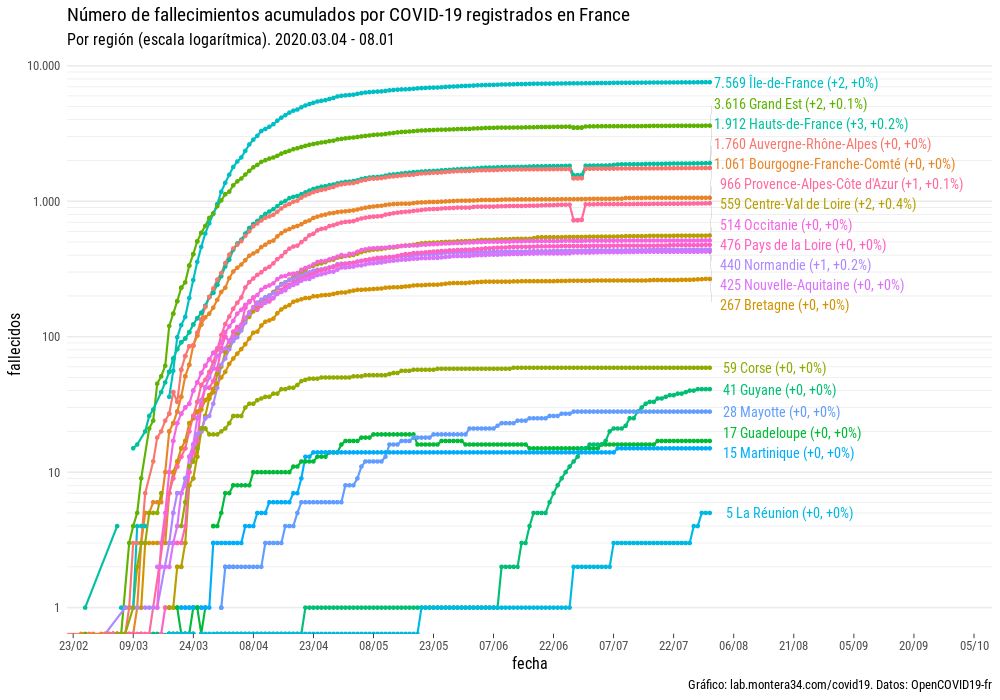 Número de fallecimientos acumulados por COVID-19 registrados en France
Por región (escala logarítmica). 2020.03.04 - 08.01
10.000
1.000
100
10
1
fallecidos
7.569 Île-de-France (+2, +0%)
3.616 Grand Est (+2, +0.1%)
1.912 Hauts-de-France (+3, +0.2%)
1.760 Auvergne-Rhône-Alpes (+0, +0%)
1.061 Bourgogne-Franche-Comté (+0, +0%)
966 Provence-Alpes-Côte d'Azur (+1, +0.1%)
559 Centre-Val de Loire (+2, +0.4%)
514 Occitanie (+0, +0%)
476 Pays de la Loire (+0, +0%)
440 Normandie (+1, +0.2%)
425 Nouvelle-Aquitaine (+0, +0%)
267 Bretagne (+0, +0%)
59 Corse (+0, +0%)
41 Guyane (+0, +0%)
28 Mayotte (+0, +0%)
17 Guadeloupe (+0, +0%)
15 Martinique (+0, +0%)
5 La Réunion (+0, +0%)
23/02 09/03 24/03 08/04 23/04 08/05 23/05 07/06 22/06 07/07 22/07 06/08 21/08 05/09 20/09 05/10
fecha
Gráfico: lab.montera34.com/covid19. Datos: OpenCOVID19-fr